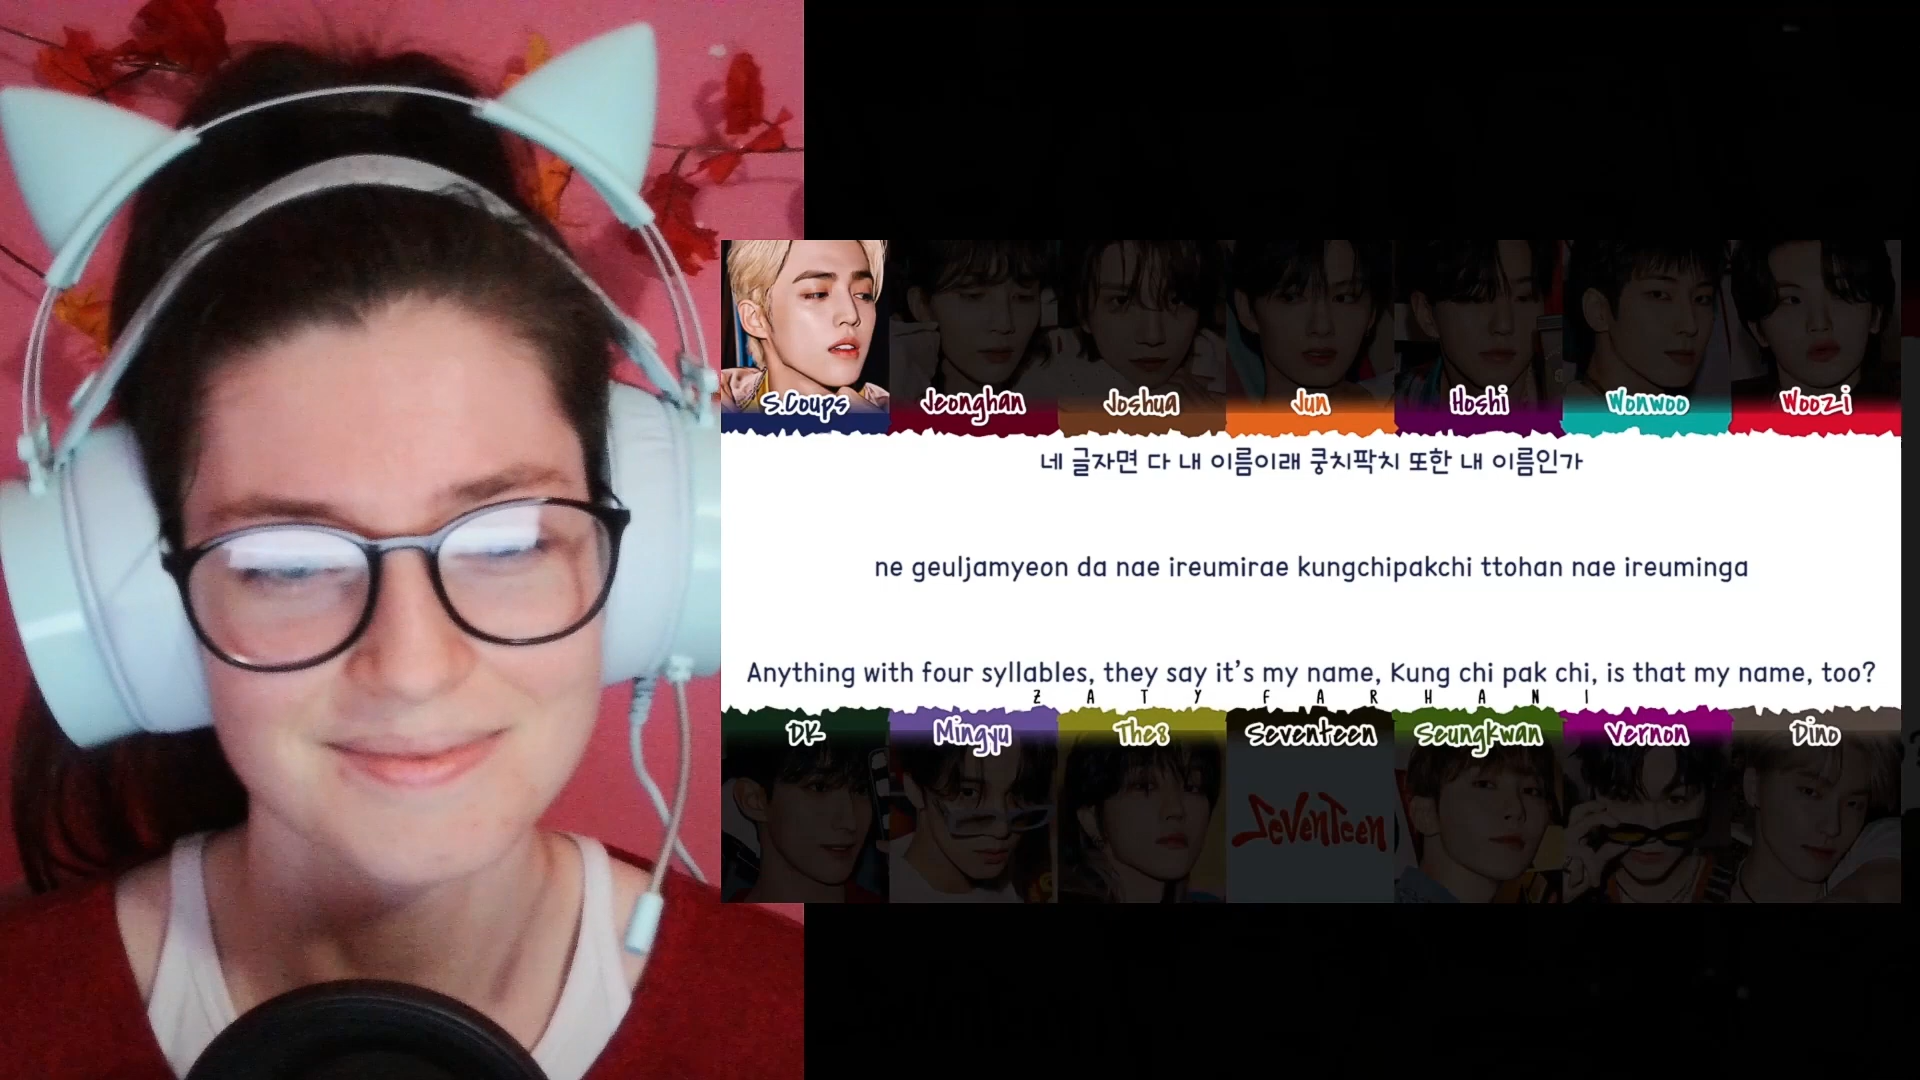 S.Coups Jeonghan Joshua Jun Hoshi Wonwoo Woozi
네 글자면 다 내 이름이래 쿵치팍치 또한 내 이름인가
ne geuljamyeon da nae ireumirae kungchipakchi ttohan nae ireuminga
Anything with four syllables, they say it's my name, Kung chi pak chi, is that my name, too?
ZATYFARHANI
DK Mingyu The8 Seventeen Seungkwan Vernon Dino
SEVENTEEN